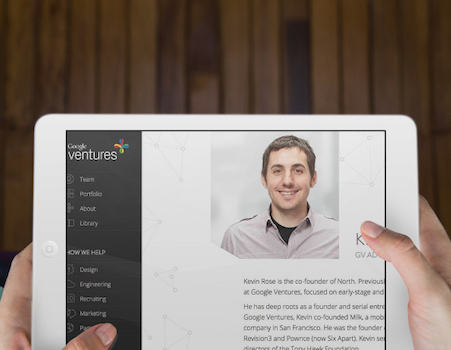 Google
ventures
Team
Portfolio
About
Library
HOW WE HELP
Design
Engineering
Recruiting
Marketing
K
GV AD
Kevin Rose is the co-founder of North. Previously
at Google Ventures, focused on early-stage and
He has deep roots as a founder and serial entre
Google Ventures, Kevin co-founded Milk, a mob
company in San Francisco. He was the founder
Revision3 and Pownce (now Six Apart). Kevin
directors of the Tony Hawk Foundation.